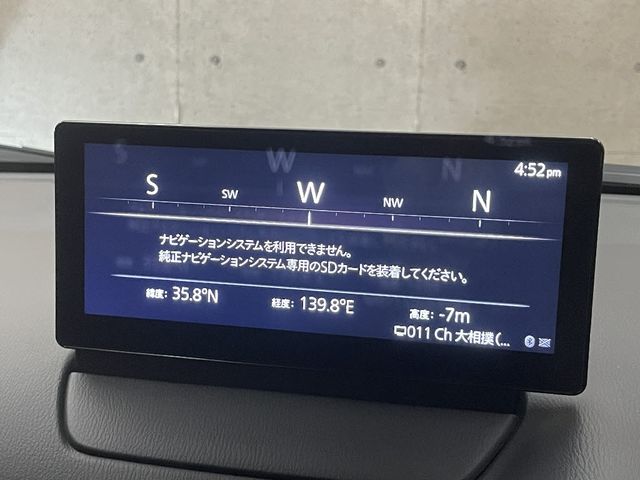 4:52pm
S SW W NW N
ナビゲーションシステムを利用できません。
純正ナビゲーションシステム専用のSDカードを装着してください。
緯度: 35.8°N 経度: 139.8°E 高度: -7m
011 Ch 大相撲(...